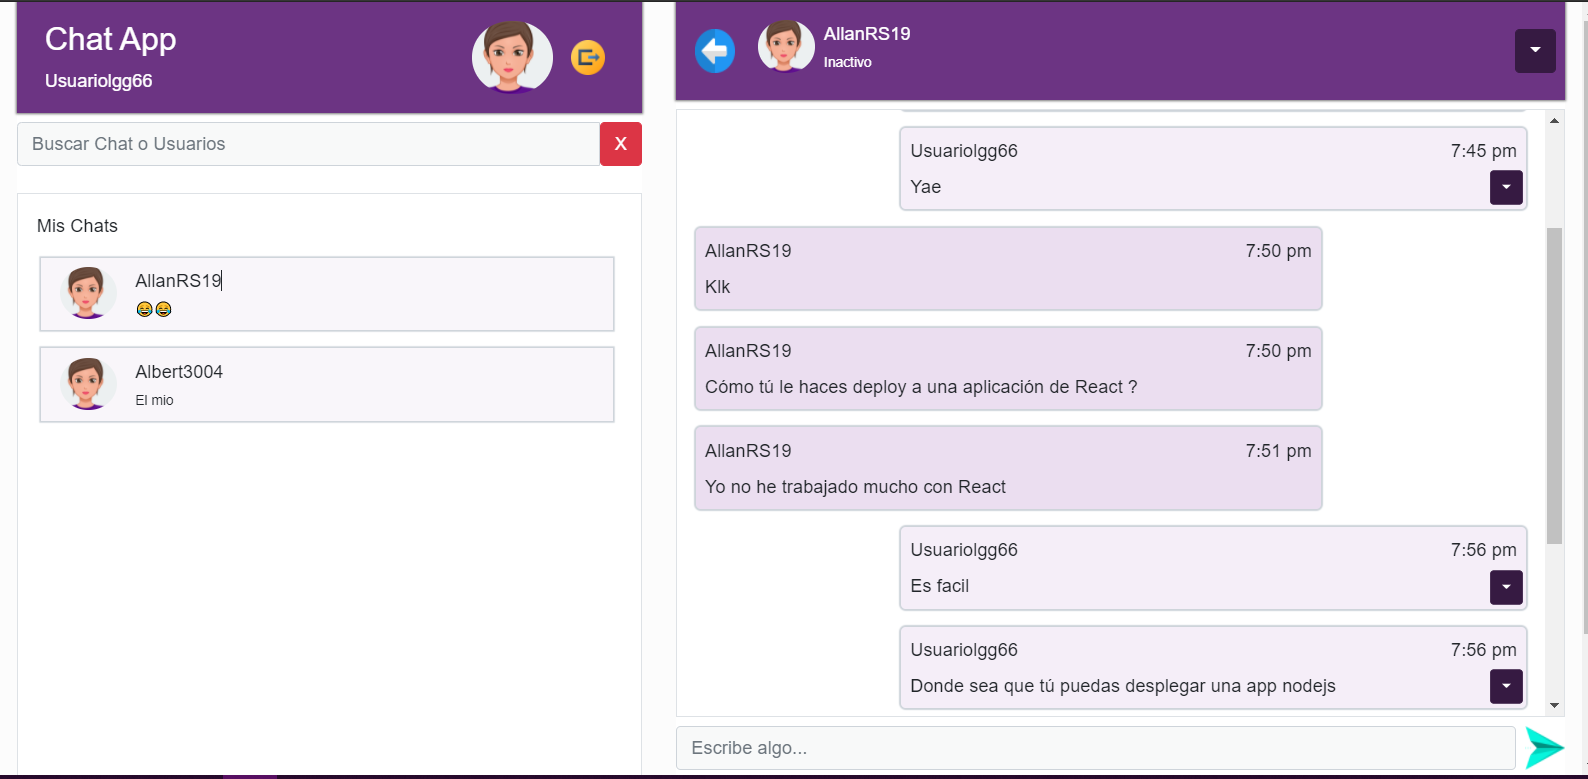 Chat App
Usuariolgg66
Buscar Chat o Usuarios
X
Mis Chats
AllanRS19
😂😂
Albert3004
El mio
AllanRS19
Inactivo
Usuariolgg66 7:45 pm
Yae
AllanRS19 7:50 pm
Klk
AllanRS19 7:50 pm
Cómo tú le haces deploy a una aplicación de React ?
AllanRS19 7:51 pm
Yo no he trabajado mucho con React
Usuariolgg66 7:56 pm
Es facil
Usuariolgg66 7:56 pm
Donde sea que tú puedas desplegar una app nodejs
Escribe algo...